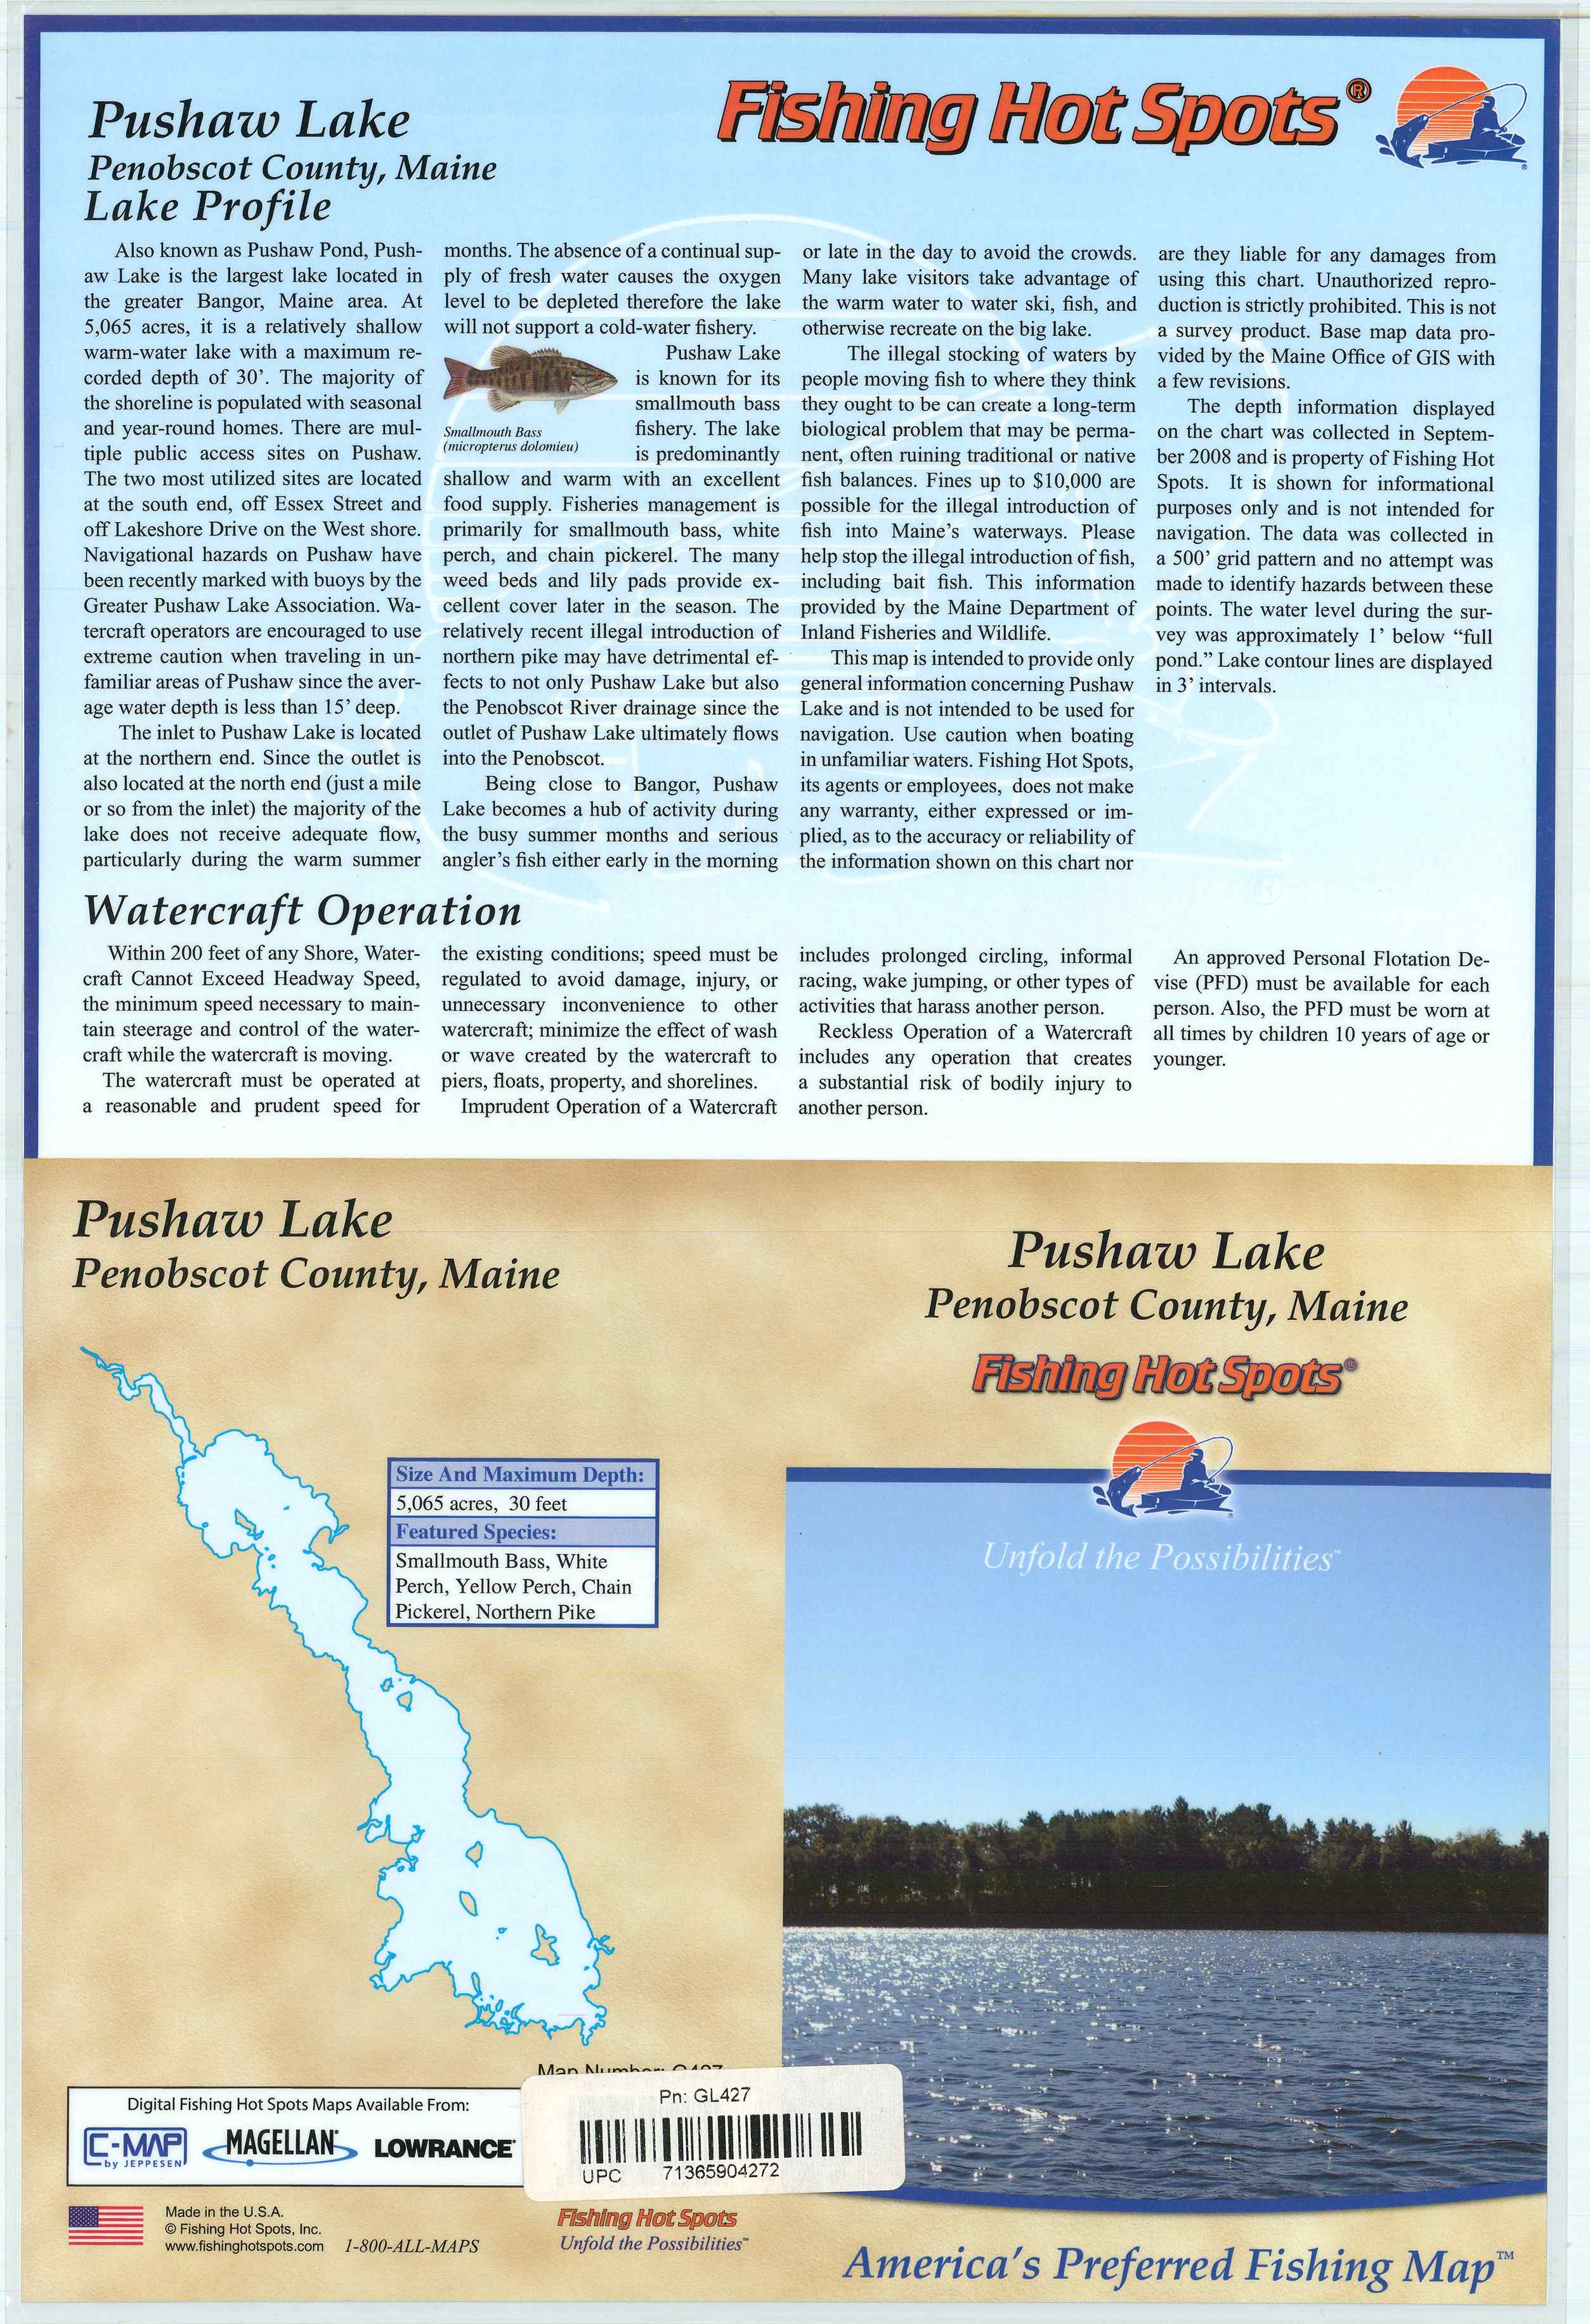 Pushaw Lake
Penobscot County, Maine
Lake Profile
Fishing Hot Spots®
Also known as Pushaw Pond, Push-
aw Lake is the largest lake located in
the greater Bangor, Maine area. At
5,065 acres, it is a relatively shallow
warm-water lake with a maximum re-
corded depth of 30'. The majority of
the shoreline is populated with seasonal
and year-round homes. There are mul-
tiple public access sites on Pushaw.
The two most utilized sites are located
at the south end, off Essex Street and
off Lakeshore Drive on the West shore.
Navigational hazards on Pushaw have
been recently marked with buoys by the
Greater Pushaw Lake Association. Wa-
tercraft operators are encouraged to use
extreme caution when traveling in un-
familiar areas of Pushaw since the aver-
age water depth is less than 15' deep.
The inlet to Pushaw Lake is located
at the northern end. Since the outlet is
also located at the north end (just a mile
or so from the inlet) the majority of the
lake does not receive adequate flow,
particularly during the warm summer
months. The absence of a continual sup-
ply of fresh water causes the oxygen
level to be depleted therefore the lake
will not support a cold-water fishery.
Pushaw Lake
is known for its
smallmouth bass
fishery. The lake
is predominantly
Smallmouth Bass
(micropterus dolomieu)
shallow and warm with an excellent
food supply. Fisheries management is
primarily for smallmouth bass, white
perch, and chain pickerel. The many
weed beds and lily pads provide ex-
cellent cover later in the season. The
relatively recent illegal introduction of
northern pike may have detrimental ef-
fects to not only Pushaw Lake but also
the Penobscot River drainage since the
outlet of Pushaw Lake ultimately flows
into the Penobscot.
Being close to Bangor, Pushaw
Lake becomes a hub of activity during
the busy summer months and serious
angler's fish either early in the morning
or late in the day to avoid the crowds.
Many lake visitors take advantage of
the warm water to water ski, fish, and
otherwise recreate on the big lake.
The illegal stocking of waters by
people moving fish to where they think
they ought to be can create a long-term
biological problem that may be perma-
nent, often ruining traditional or native
fish balances. Fines up to $10,000 are
possible for the illegal introduction of
fish into Maine's waterways. Please
help stop the illegal introduction of fish,
including bait fish. This information
provided by the Maine Department of
Inland Fisheries and Wildlife.
This map is intended to provide only
general information concerning Pushaw
Lake and is not intended to be used for
navigation. Use caution when boating
in unfamiliar waters. Fishing Hot Spots,
its agents or employees, does not make
any warranty, either expressed or im-
plied, as to the accuracy or reliability of
the information shown on this chart nor
are they liable for any damages from
using this chart. Unauthorized repro-
duction is strictly prohibited. This is not
a survey product. Base map data pro-
vided by the Maine Office of GIS with
a few revisions.
The depth information displayed
on the chart was collected in Septem-
ber 2008 and is property of Fishing Hot
Spots. It is shown for informational
purposes only and is not intended for
navigation. The data was collected in
a 500' grid pattern and no attempt was
made to identify hazards between these
points. The water level during the sur-
vey was approximately 1' below "full
pond." Lake contour lines are displayed
in 3' intervals.
Watercraft Operation
Within 200 feet of any Shore, Water-
craft Cannot Exceed Headway Speed,
the minimum speed necessary to main-
tain steerage and control of the water-
craft while the watercraft is moving.
The watercraft must be operated at
a reasonable and prudent speed for
the existing conditions; speed must be
regulated to avoid damage, injury, or
unnecessary inconvenience to other
watercraft; minimize the effect of wash
or wave created by the watercraft to
piers, floats, property, and shorelines.
Imprudent Operation of a Watercraft
includes prolonged circling, informal
racing, wake jumping, or other types of
activities that harass another person.
Reckless Operation of a Watercraft
includes any operation that creates
a substantial risk of bodily injury to
another person.
An approved Personal Flotation De-
vise (PFD) must be available for each
person. Also, the PFD must be worn at
all times by children 10 years of age or
younger.
Pushaw Lake
Penobscot County, Maine
Size And Maximum Depth:
5,065 acres, 30 feet
Featured Species:
Smallmouth Bass, White
Perch, Yellow Perch, Chain
Pickerel, Northern Pike
Map Number:
Digital Fishing Hot Spots Maps Available From:
C-MAP
by JEPPESEN
MAGELLAN
LOWRANCE
Pn: GL427
UPC 71365904272
Made in the U.S.A.
© Fishing Hot Spots, Inc.
www.fishinghotspots.com 1-800-ALL-MAPS
Fishing Hot Spots
Unfold the Possibilities™
Pushaw Lake
Penobscot County, Maine
Fishing Hot Spots®
Unfold the Possibilities™
America's Preferred Fishing Map™